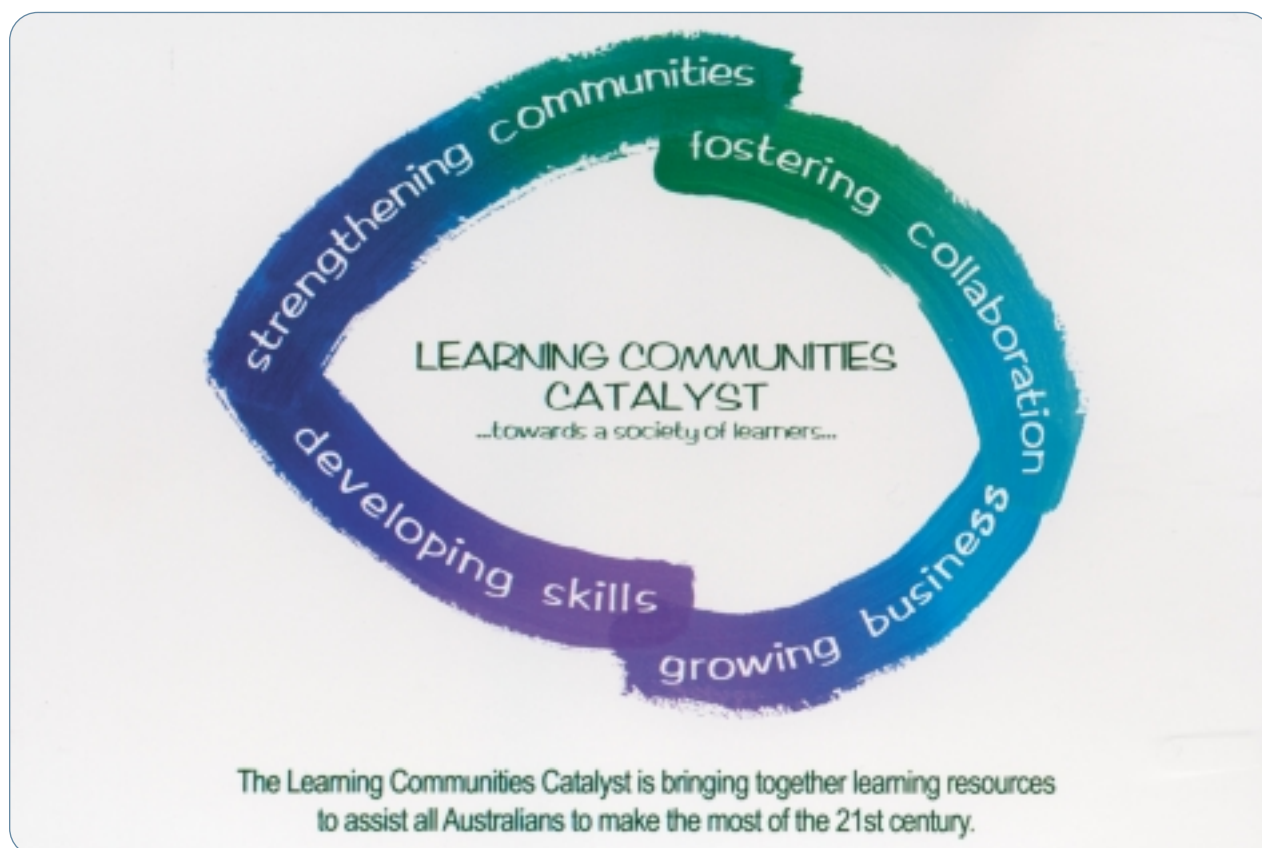 strengthening communities
fostering collaboration
LEARNING COMMUNITIES
CATALYST
...towards a society of learners...
developing skills
growing business
The Learning Communities Catalyst is bringing together learning resources
to assist all Australians to make the most of the 21st century.